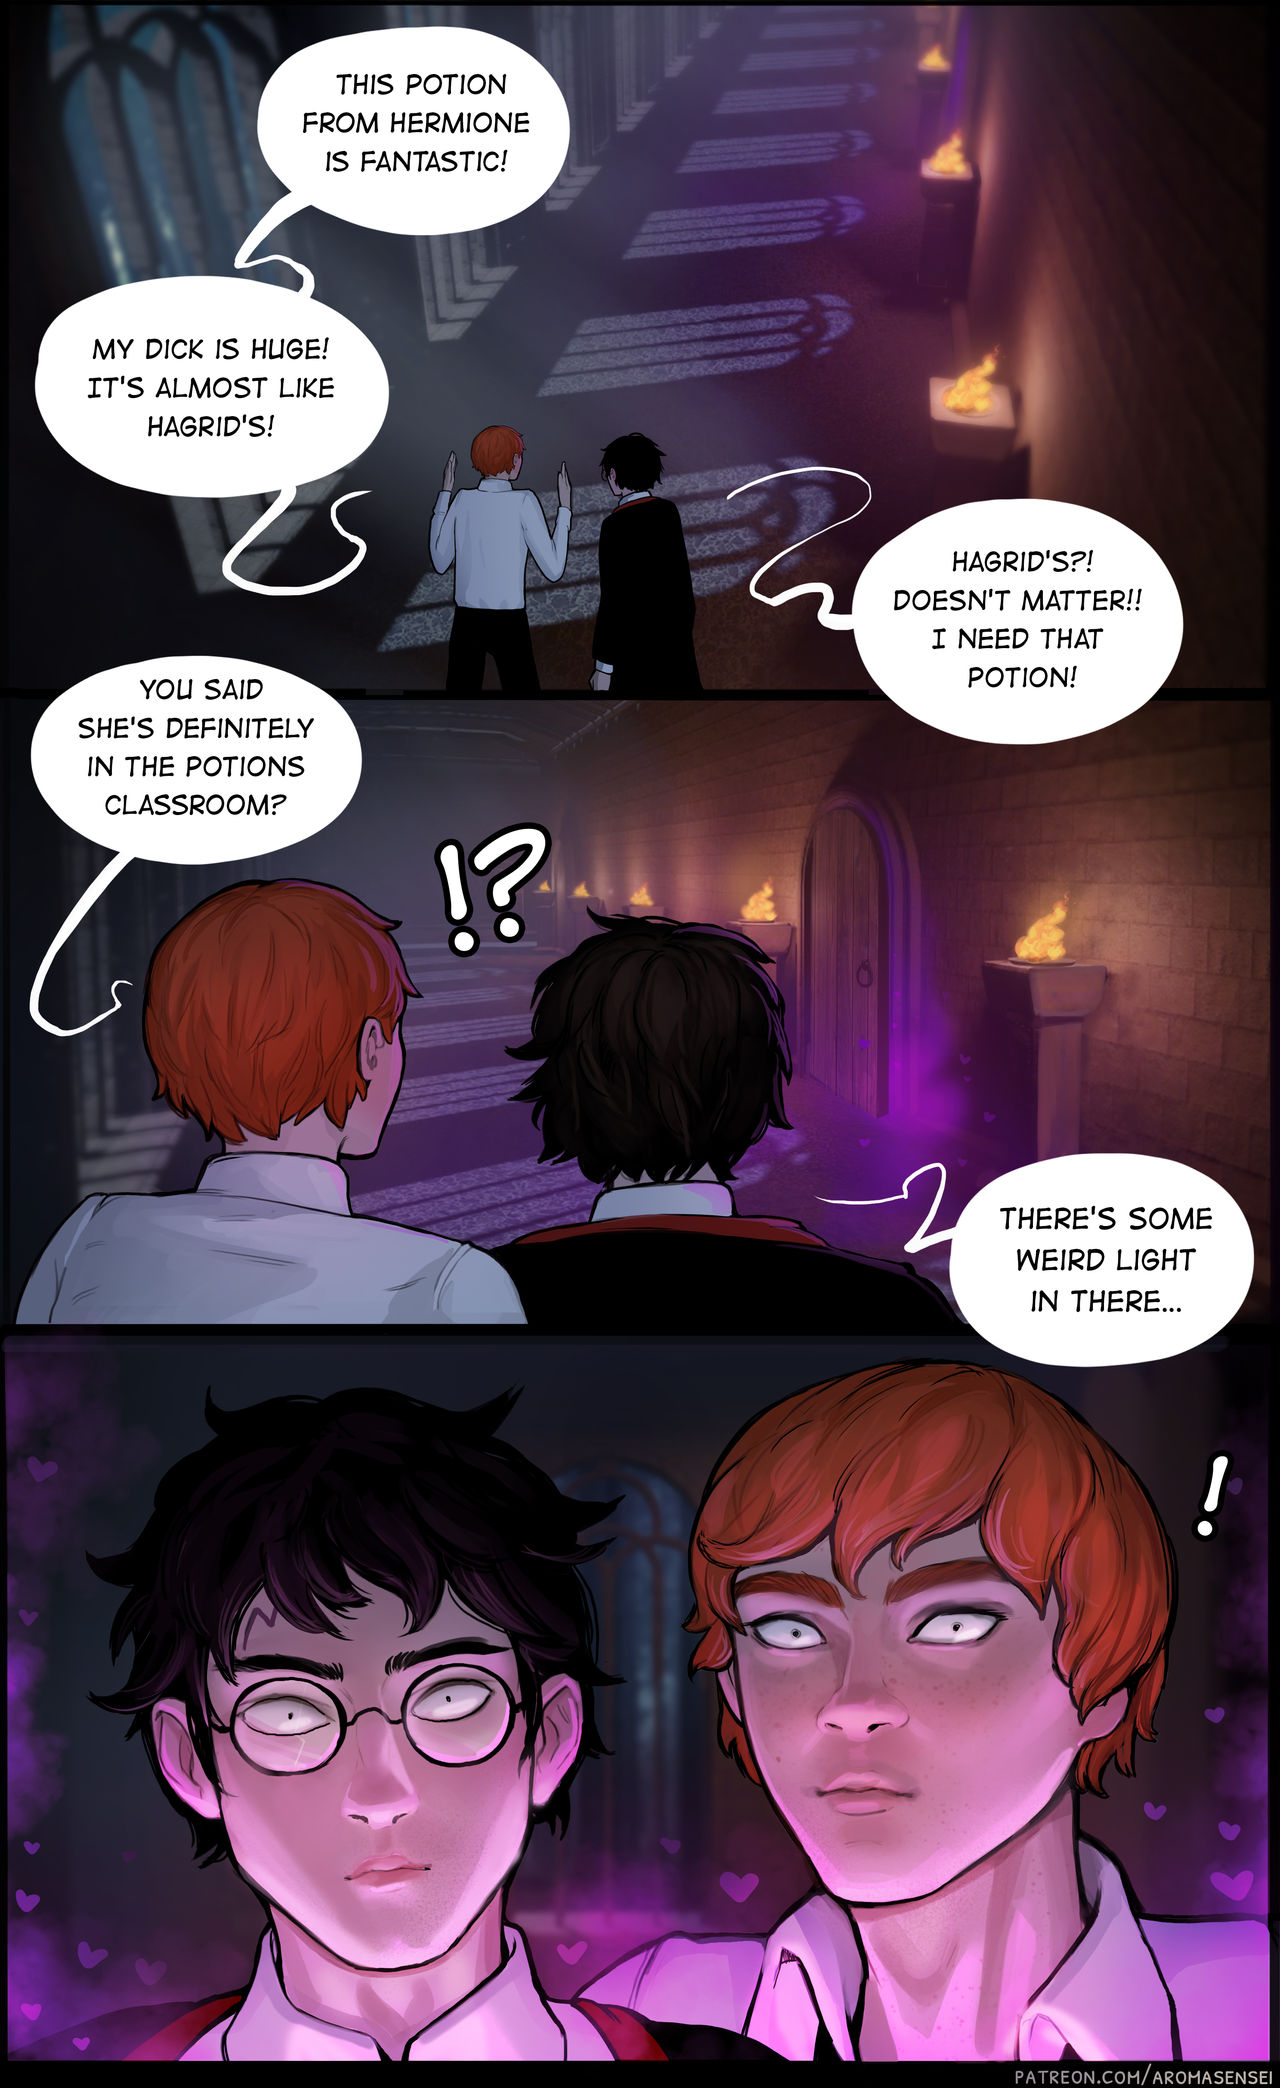 THIS POTION
FROM HERMIONE
IS FANTASTIC!
MY DICK IS HUGE!
IT'S ALMOST LIKE
HAGRID'S!
HAGRID'S?!
DOESN'T MATTER!!
I NEED THAT
POTION!
YOU SAID
SHE'S DEFINITELY
IN THE POTIONS
CLASSROOM?
!?
THERE'S SOME
WEIRD LIGHT
IN THERE...
!
PATREON.COM/AROMASENSEI